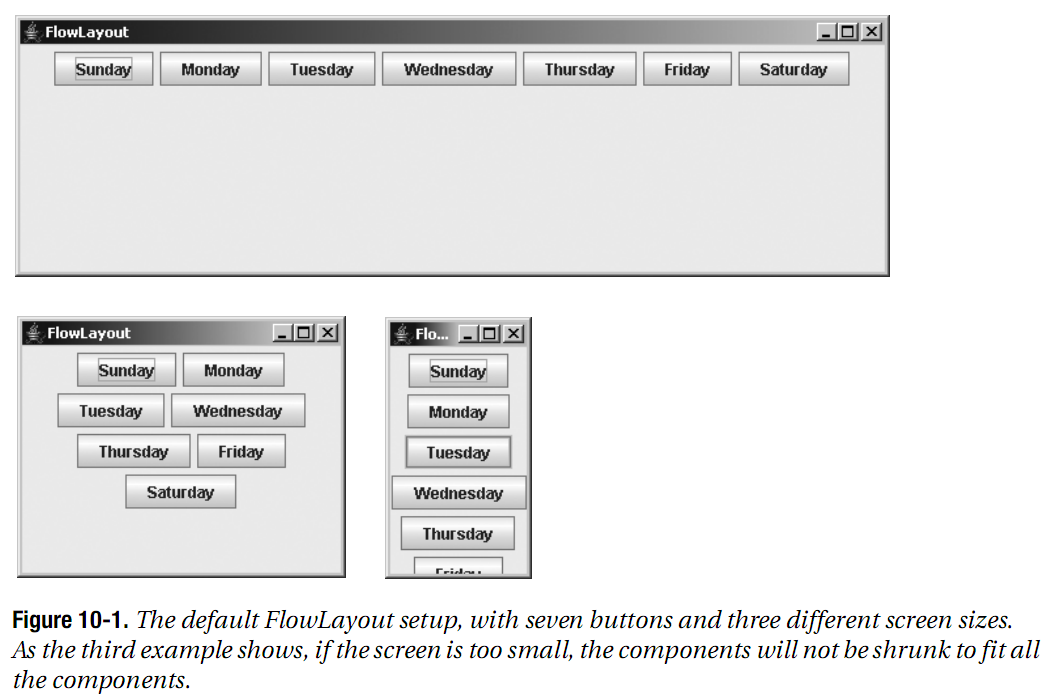 FlowLayout
Sunday Monday Tuesday Wednesday Thursday Friday Saturday
FlowLayout
Sunday Monday
Tuesday Wednesday
Thursday Friday
Saturday
Flo...
Sunday
Monday
Tuesday
Wednesday
Thursday
Friday
Figure 10-1. The default FlowLayout setup, with seven buttons and three different screen sizes.
As the third example shows, if the screen is too small, the components will not be shrunk to fit all
the components.